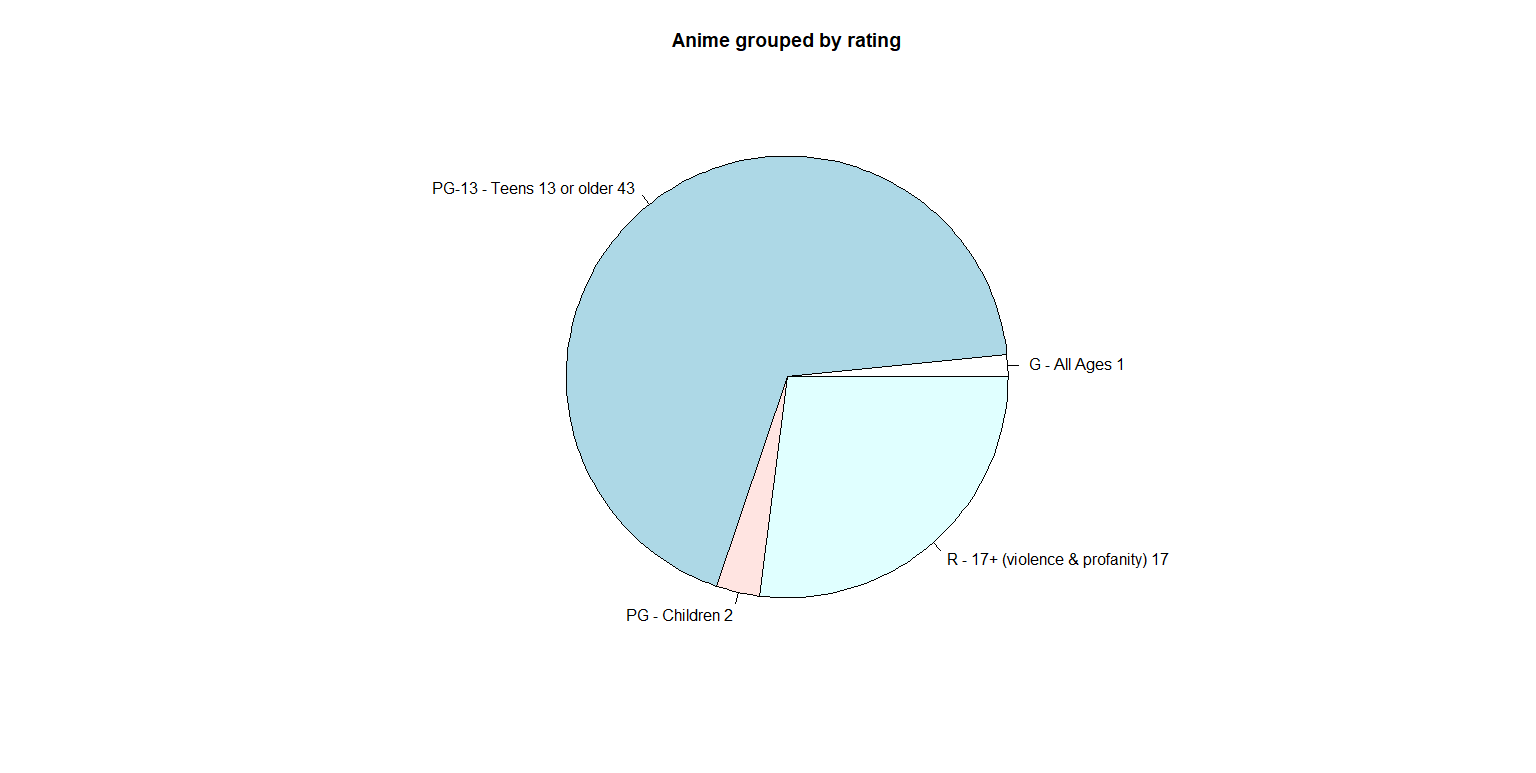 Anime grouped by rating
PG-13 - Teens 13 or older 43
G - All Ages 1
R - 17+ (violence & profanity) 17
PG - Children 2